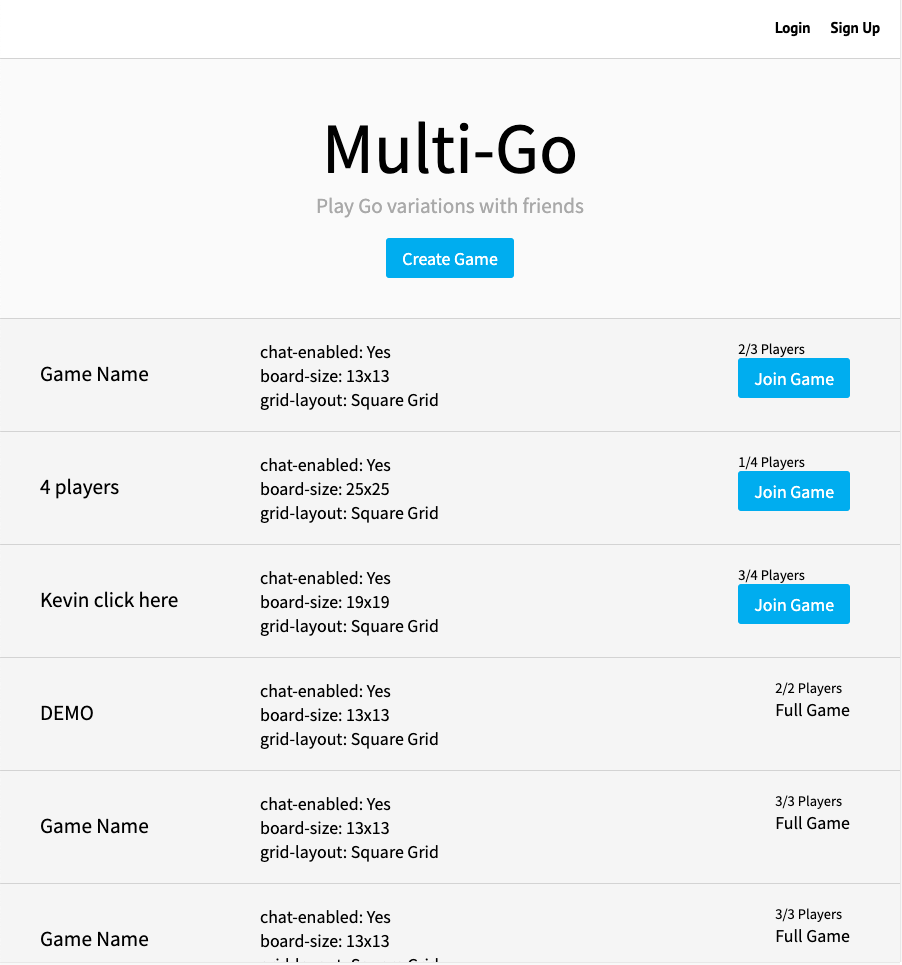 Login Sign Up
Multi-Go
Play Go variations with friends
Create Game
Game Name
chat-enabled: Yes
board-size: 13x13
grid-layout: Square Grid
2/3 Players
Join Game
4 players
chat-enabled: Yes
board-size: 25x25
grid-layout: Square Grid
1/4 Players
Join Game
Kevin click here
chat-enabled: Yes
board-size: 19x19
grid-layout: Square Grid
3/4 Players
Join Game
DEMO
chat-enabled: Yes
board-size: 13x13
grid-layout: Square Grid
2/2 Players
Full Game
Game Name
chat-enabled: Yes
board-size: 13x13
grid-layout: Square Grid
3/3 Players
Full Game
Game Name
chat-enabled: Yes
board-size: 13x13
3/3 Players
Full Game